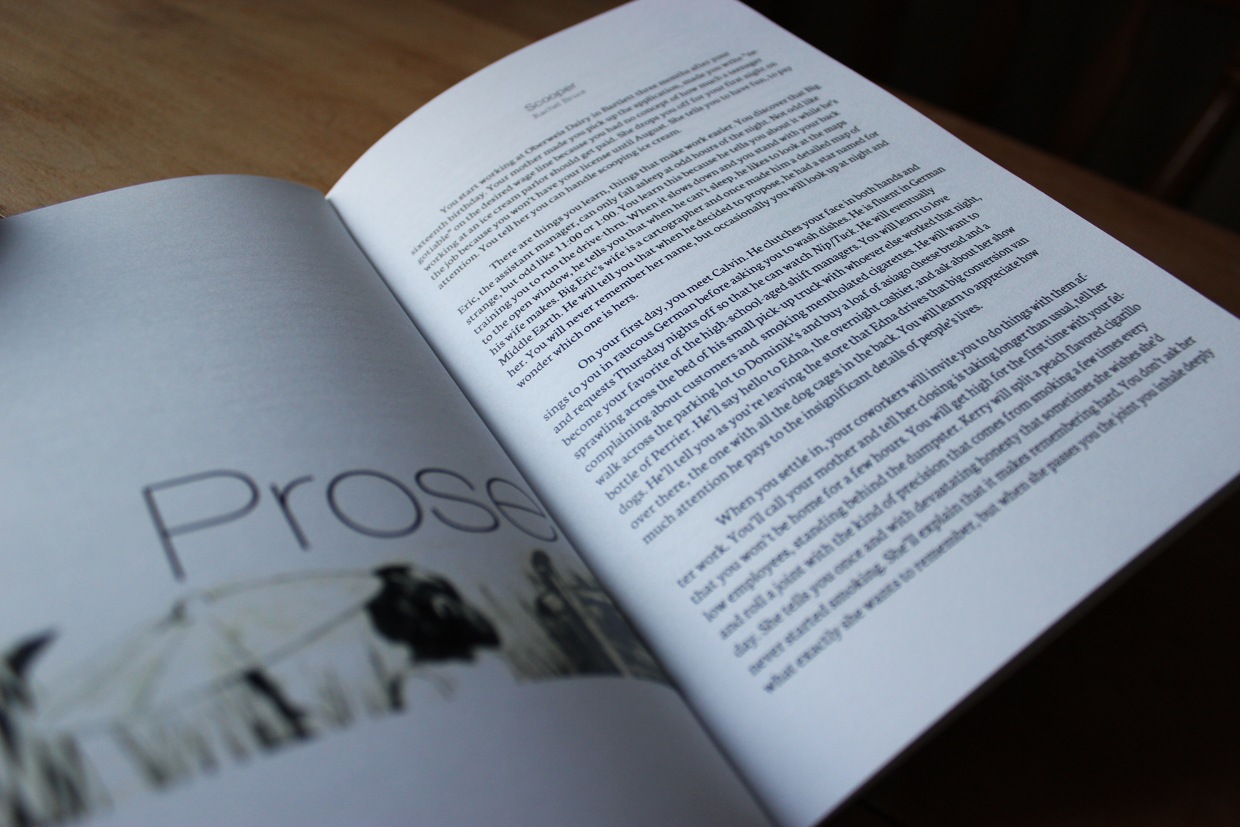 Prose
Scooper
Rachel Bruce
You start working at Oberweis Dairy in Bartlett three months after your
sixteenth birthday. Your mother made you pick up the application, made you write "ne-
gotiable" on the desired wage line because you had no concept of how much a teenager
working at an ice cream parlor should get paid. She drops you off for your first night on
the job because you won't have your license until August. She tells you to have fun, to pay
attention. You tell her you can handle scooping ice cream.
There are things you learn, things that make work easier. You discover that Big
Eric, the assistant manager, can only fall asleep at odd hours of the night. Not odd like
strange, but odd like 11:00 or 1:00. You learn this because he tells you about it while he's
training you to run the drive thru. When it slows down and you stand with your back
to the open window, he tells you that when he can't sleep, he likes to look at the maps
his wife makes. Big Eric's wife is a cartographer and once made him a detailed map of
Middle Earth. He will tell you that when he decided to propose, he had a star named for
her. You will never remember her name, but occasionally you will look up at night and
wonder which one is hers.
On your first day, you meet Calvin. He clutches your face in both hands and
sings to you in raucous German before asking you to wash dishes. He is fluent in German
and requests Thursday nights off so that he can watch Nip/Tuck. He will eventually
become your favorite of the high-school-aged shift managers. You will learn to love
sprawling across the bed of his small pick-up truck with whoever else worked that night,
complaining about customers and smoking mentholated cigarettes. He will want to
walk across the parking lot to Dominik's and buy a loaf of asiago cheese bread and a
bottle of Perrier. He'll say hello to Edna, the overnight cashier, and ask about her show
dogs. He'll tell you as you're leaving the store that Edna drives that big conversion van
over there, the one with all the dog cages in the back. You will learn to appreciate how
much attention he pays to the insignificant details of people's lives.
When you settle in, your coworkers will invite you to do things with them af-
ter work. You'll call your mother and tell her closing is taking longer than usual, tell her
that you won't be home for a few hours. You will get high for the first time with your fel-
low employees, standing behind the dumpster. Kerry will split a peach flavored cigarillo
and roll a joint with the kind of precision that comes from smoking a few times every
day. She tells you once and with devastating honesty that sometimes she wishes she'd
never started smoking. She'll explain that it makes remembering hard. You don't ask her
what exactly she wants to remember, but when she passes you the joint you inhale deeply